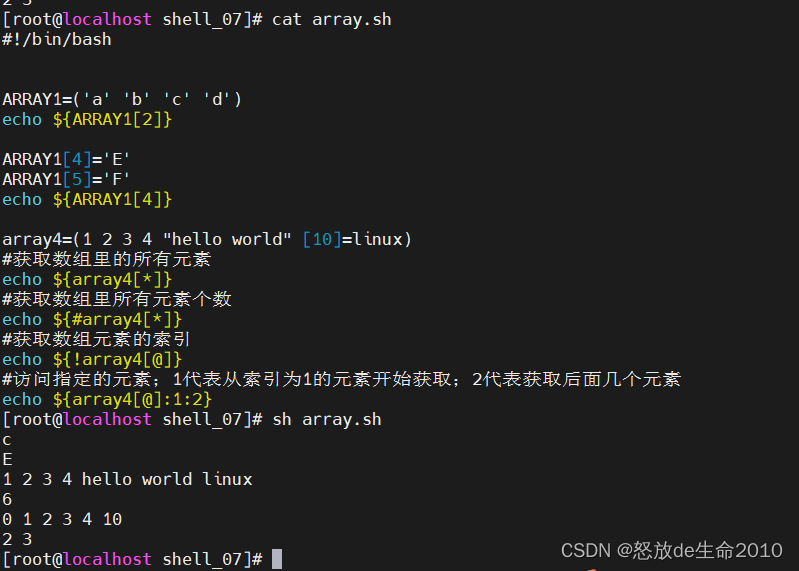 2 3
[root@localhost shell_07]# cat array.sh
#!/bin/bash
ARRAY1=('a' 'b' 'c' 'd')
echo ${ARRAY1[2]}
ARRAY1[4]='E'
ARRAY1[5]='F'
echo ${ARRAY1[4]}
array4=(1 2 3 4 "hello world" [10]=linux)
#获取数组里的所有元素
echo ${array4[*]}
#获取数组里所有元素个数
echo ${#array4[*]}
#获取数组元素的索引
echo ${!array4[@]}
#访问指定的元素；1代表从索引为1的元素开始获取；2代表获取后面几个元素
echo ${array4[@]:1:2}
[root@localhost shell_07]# sh array.sh
c
E
1 2 3 4 hello world linux
6
0 1 2 3 4 10
2 3
[root@localhost shell_07]#
CSDN @怒放de生命2010